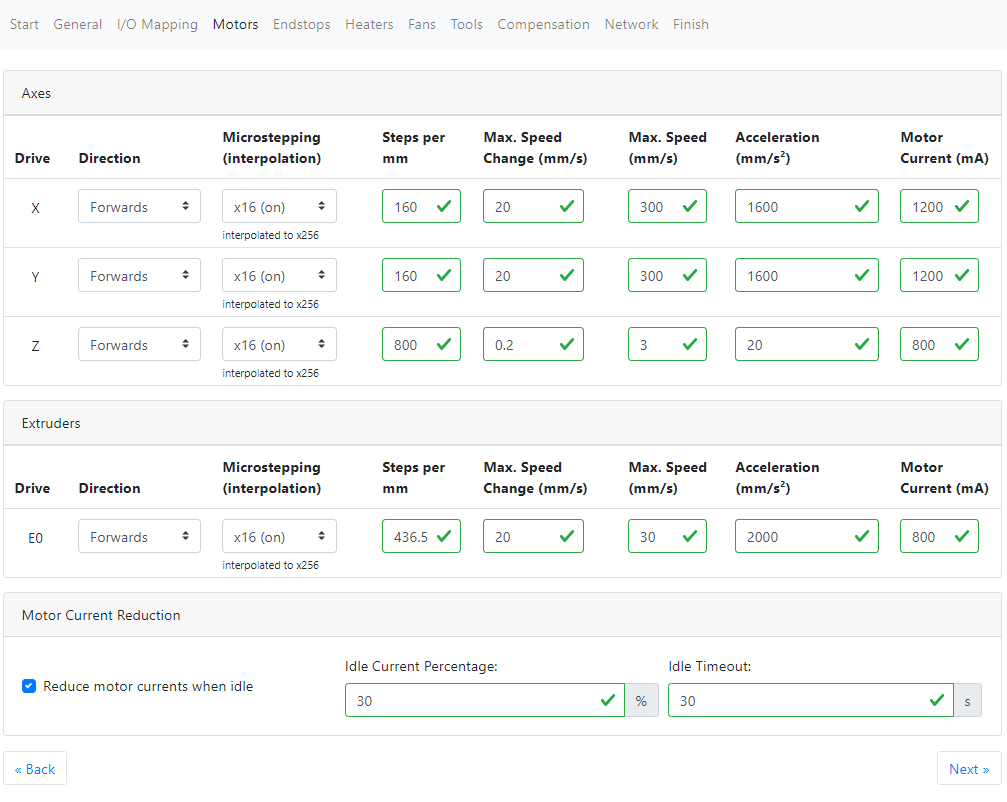 Start General I/O Mapping Motors Endstops Heaters Fans Tools Compensation Network Finish
Axes
Drive Direction Microstepping (interpolation) Steps per mm Max. Speed Change (mm/s) Max. Speed (mm/s) Acceleration (mm/s²) Motor Current (mA)
X Forwards x16 (on) 160 20 300 1600 1200
interpolated to x256
Y Forwards x16 (on) 160 20 300 1600 1200
interpolated to x256
Z Forwards x16 (on) 800 0.2 3 20 800
interpolated to x256
Extruders
Drive Direction Microstepping (interpolation) Steps per mm Max. Speed Change (mm/s) Max. Speed (mm/s) Acceleration (mm/s²) Motor Current (mA)
E0 Forwards x16 (on) 436.5 20 30 2000 800
interpolated to x256
Motor Current Reduction
Idle Current Percentage: Idle Timeout:
Reduce motor currents when idle
30 % 30 s
« Back Next »